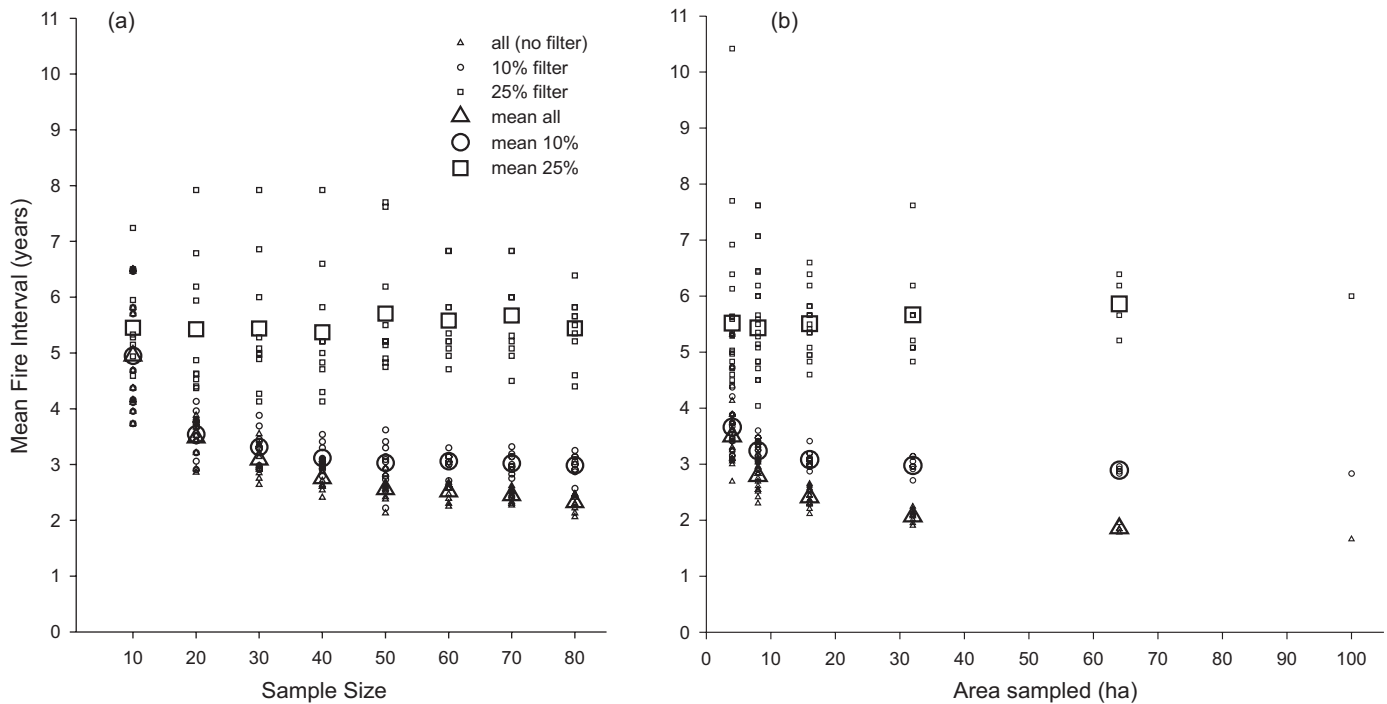 (a)
11
10
9
8
7
6
5
4
3
2
1
0
Mean Fire Interval (years)
all (no filter)
10% filter
25% filter
mean all
mean 10%
mean 25%
10 20 30 40 50 60 70 80
Sample Size
(b)
11
10
9
8
7
6
5
4
3
2
1
0
0 10 20 30 40 50 60 70 80 90 100
Area sampled (ha)